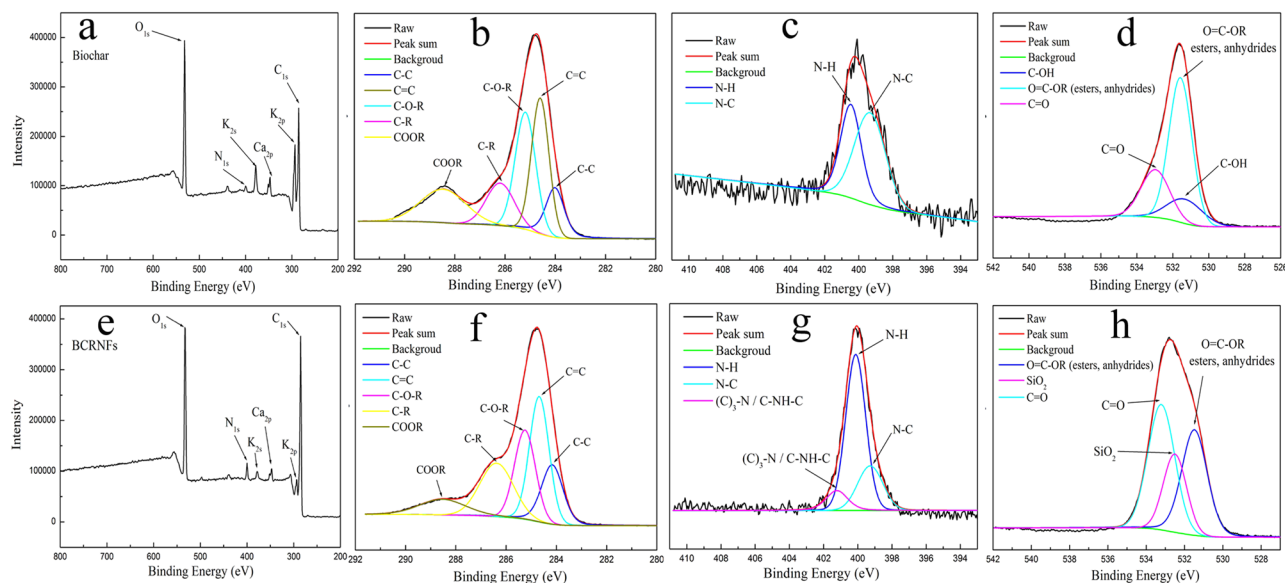 a
Biochar
O1s
N1s
K2s
Ca2p
K2p
C1s
400000
300000
200000
100000
0
Intensity
800 700 600 500 400 300 200
Binding Energy (eV)
b
Raw
Peak sum
Backgroud
C-C
C=C
C-O-R
C-R
COOR
COOR
C-R
C-O-R
C=C
C-C
292 290 288 286 284 282 280
Binding Energy (eV)
c
Raw
Peak sum
Backgroud
N-H
N-C
N-H
N-C
410 408 406 404 402 400 398 396 394
Binding Energy (eV)
d
Raw
Peak sum
Backgroud
C-OH
O=C-OR (esters, anhydrides)
C=O
O=C-OR
esters, anhydrides
C=O
C-OH
542 540 538 536 534 532 530 528 526
Binding Energy (eV)
e
BCRNFs
O1s
N1s
K2s
Ca2p
K2p
C1s
400000
300000
200000
100000
0
Intensity
800 700 600 500 400 300 200
Binding Energy (eV)
f
Raw
Peak sum
Backgroud
C-C
C=C
C-O-R
C-R
COOR
COOR
C-R
C-O-R
C=C
C-C
292 290 288 286 284 282 280
Binding Energy (eV)
g
Raw
Peak sum
Backgroud
N-H
N-C
(C)3-N / C-NH-C
N-H
N-C
(C)3-N / C-NH-C
410 408 406 404 402 400 398 396 394
Binding Energy (eV)
h
Raw
Peak sum
Backgroud
O=C-OR (esters, anhydrides)
SiO2
C=O
O=C-OR
esters, anhydrides
C=O
SiO2
542 540 538 536 534 532 530 528 526
Binding Energy (eV)